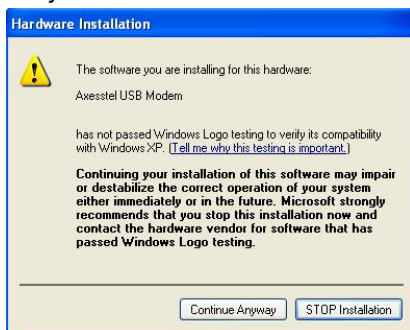 Hardware Installation
The software you are installing for this hardware:
Axesstel USB Modem
has not passed Windows Logo testing to verify its compatibility
with Windows XP. (Tell me why this testing is important.)
Continuing your installation of this software may impair
or destabilize the correct operation of your system
either immediately or in the future. Microsoft strongly
recommends that you stop this installation now and
contact the hardware vendor for software that has
passed Windows Logo testing.
Continue Anyway
STOP Installation